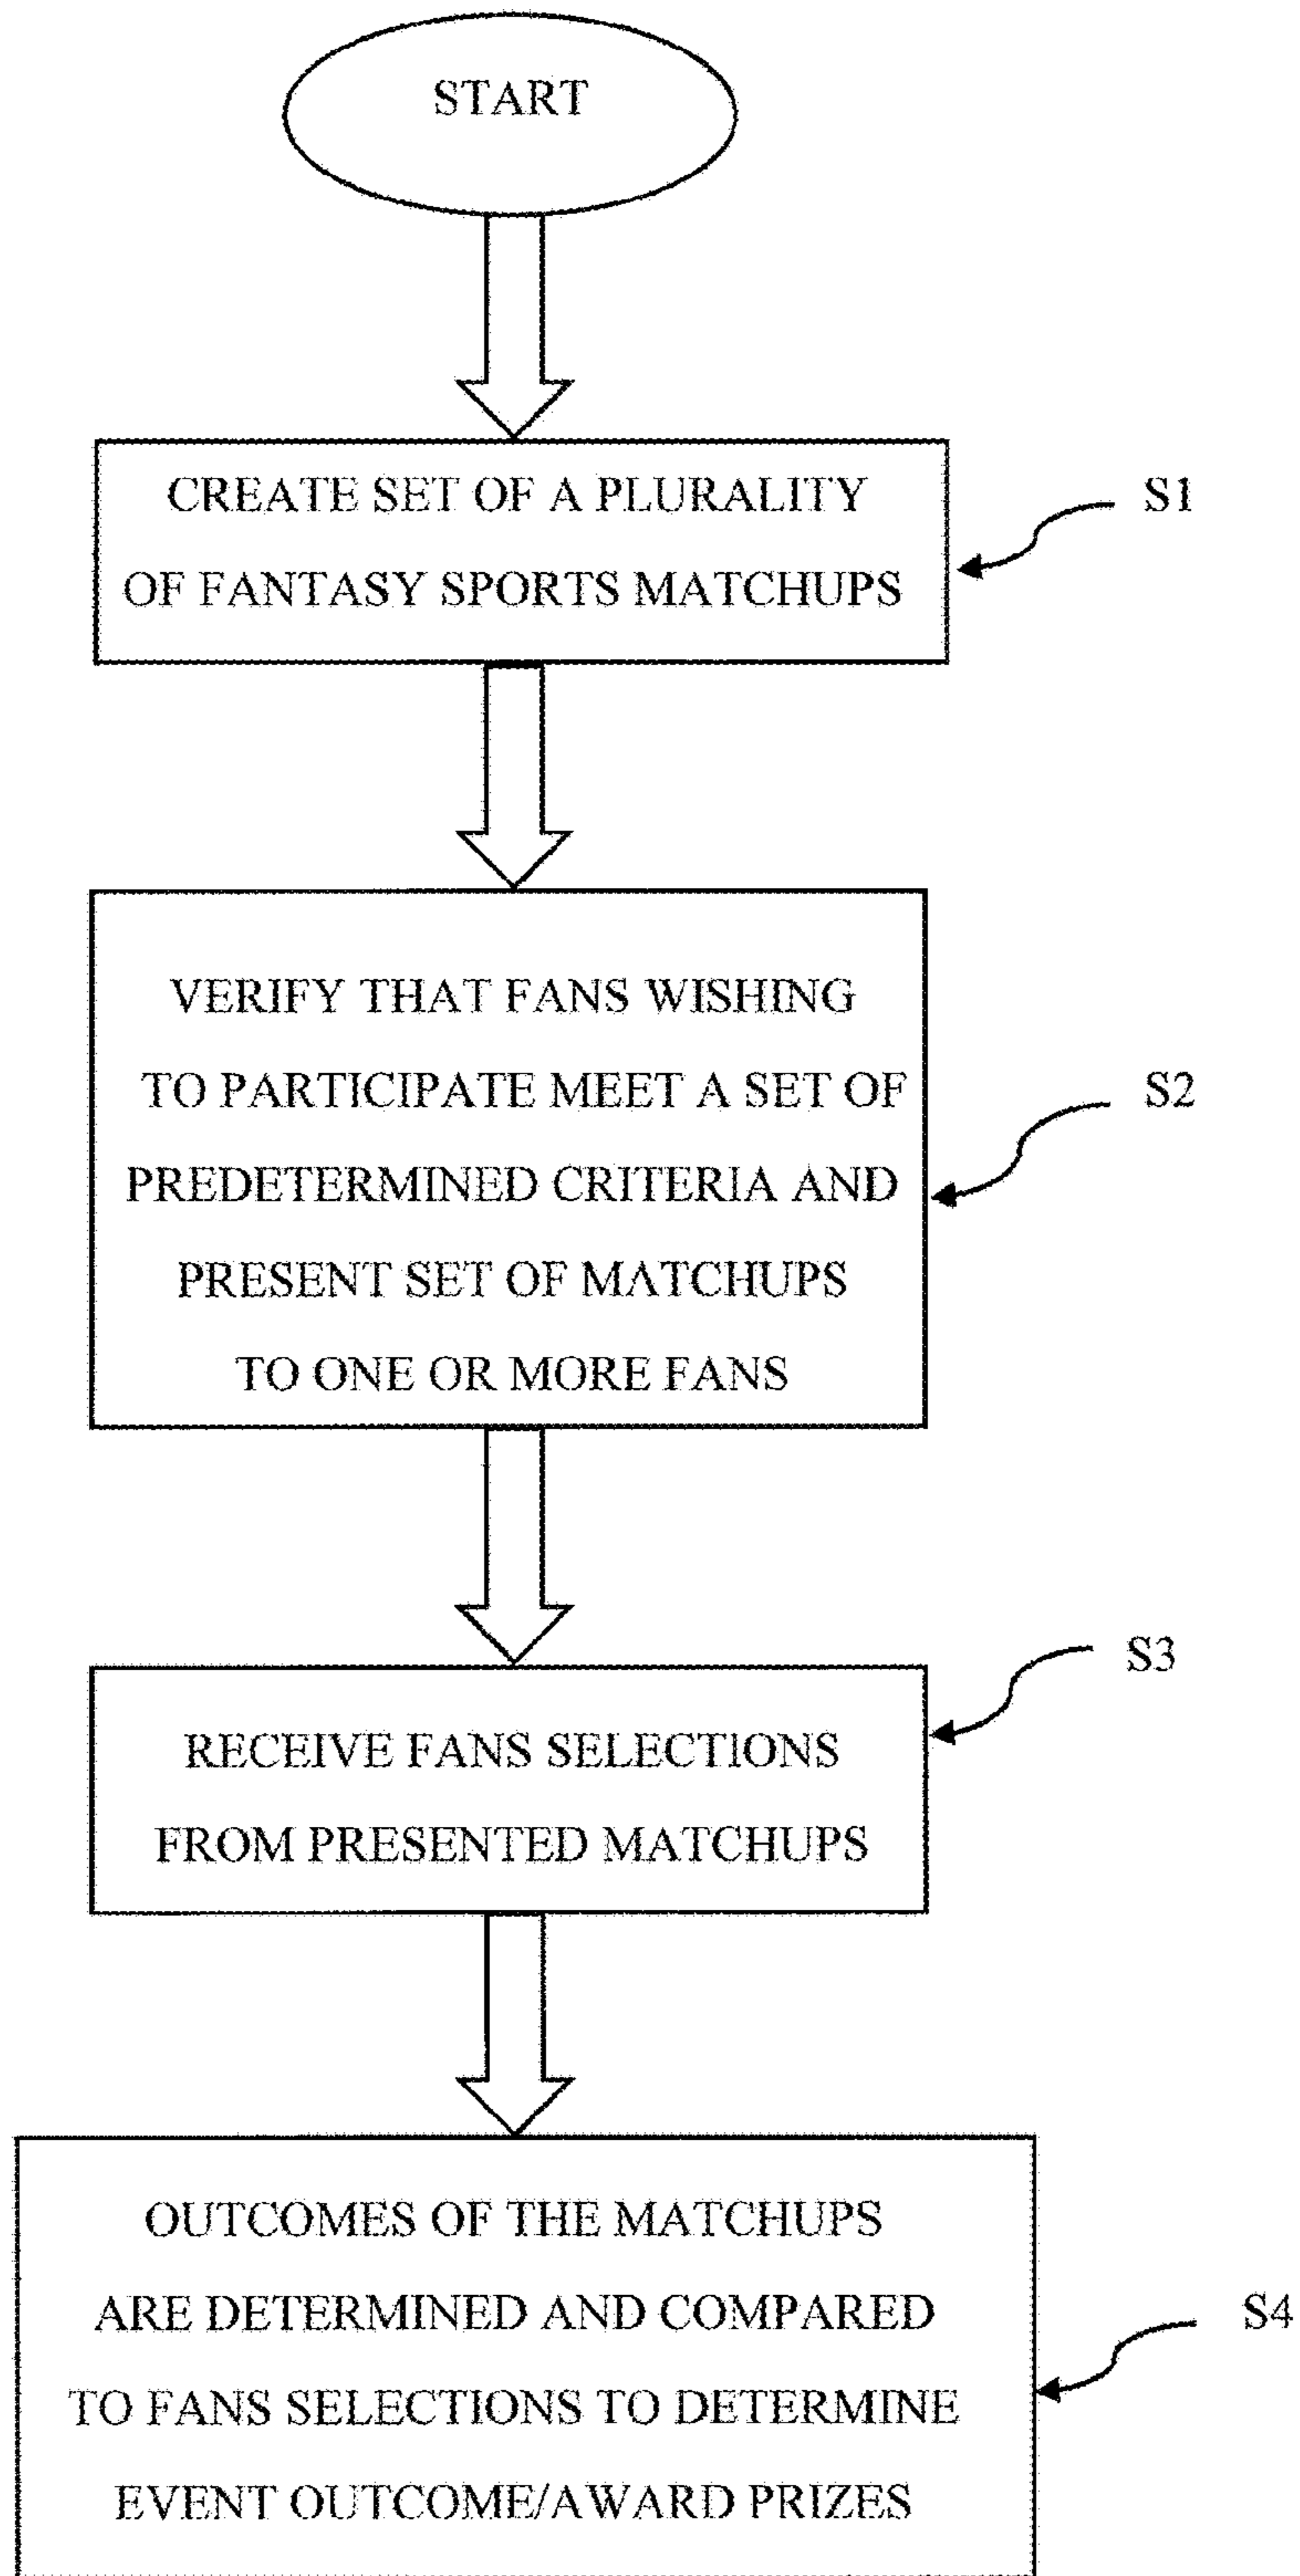 START
CREATE SET OF A PLURALITY
OF FANTASY SPORTS MATCHUPS
S1
VERIFY THAT FANS WISHING
TO PARTICIPATE MEET A SET OF
PREDETERMINED CRITERIA AND
PRESENT SET OF MATCHUPS
TO ONE OR MORE FANS
S2
RECEIVE FANS SELECTIONS
FROM PRESENTED MATCHUPS
S3
OUTCOMES OF THE MATCHUPS
ARE DETERMINED AND COMPARED
TO FANS SELECTIONS TO DETERMINE
EVENT OUTCOME/AWARD PRIZES
S4